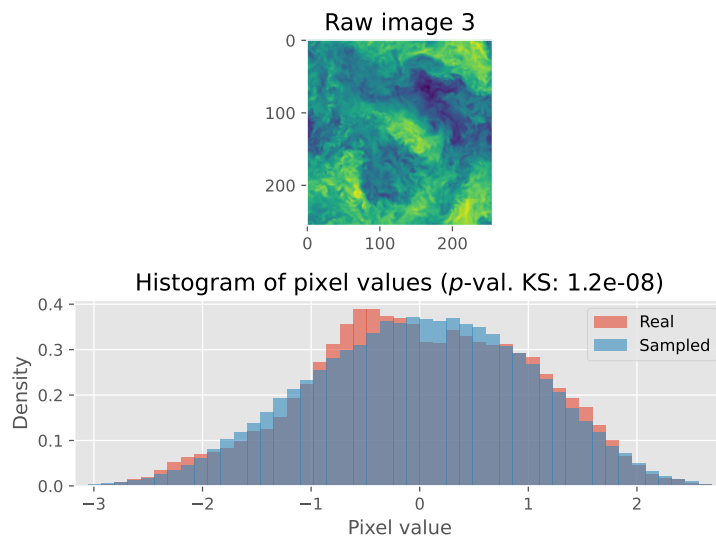 Raw image 3
0
100
200
0 100 200
Histogram of pixel values (p-val. KS: 1.2e-08)
0.4
0.3
0.2
0.1
0.0
Density
Real
Sampled
−3 −2 −1 0 1 2
Pixel value